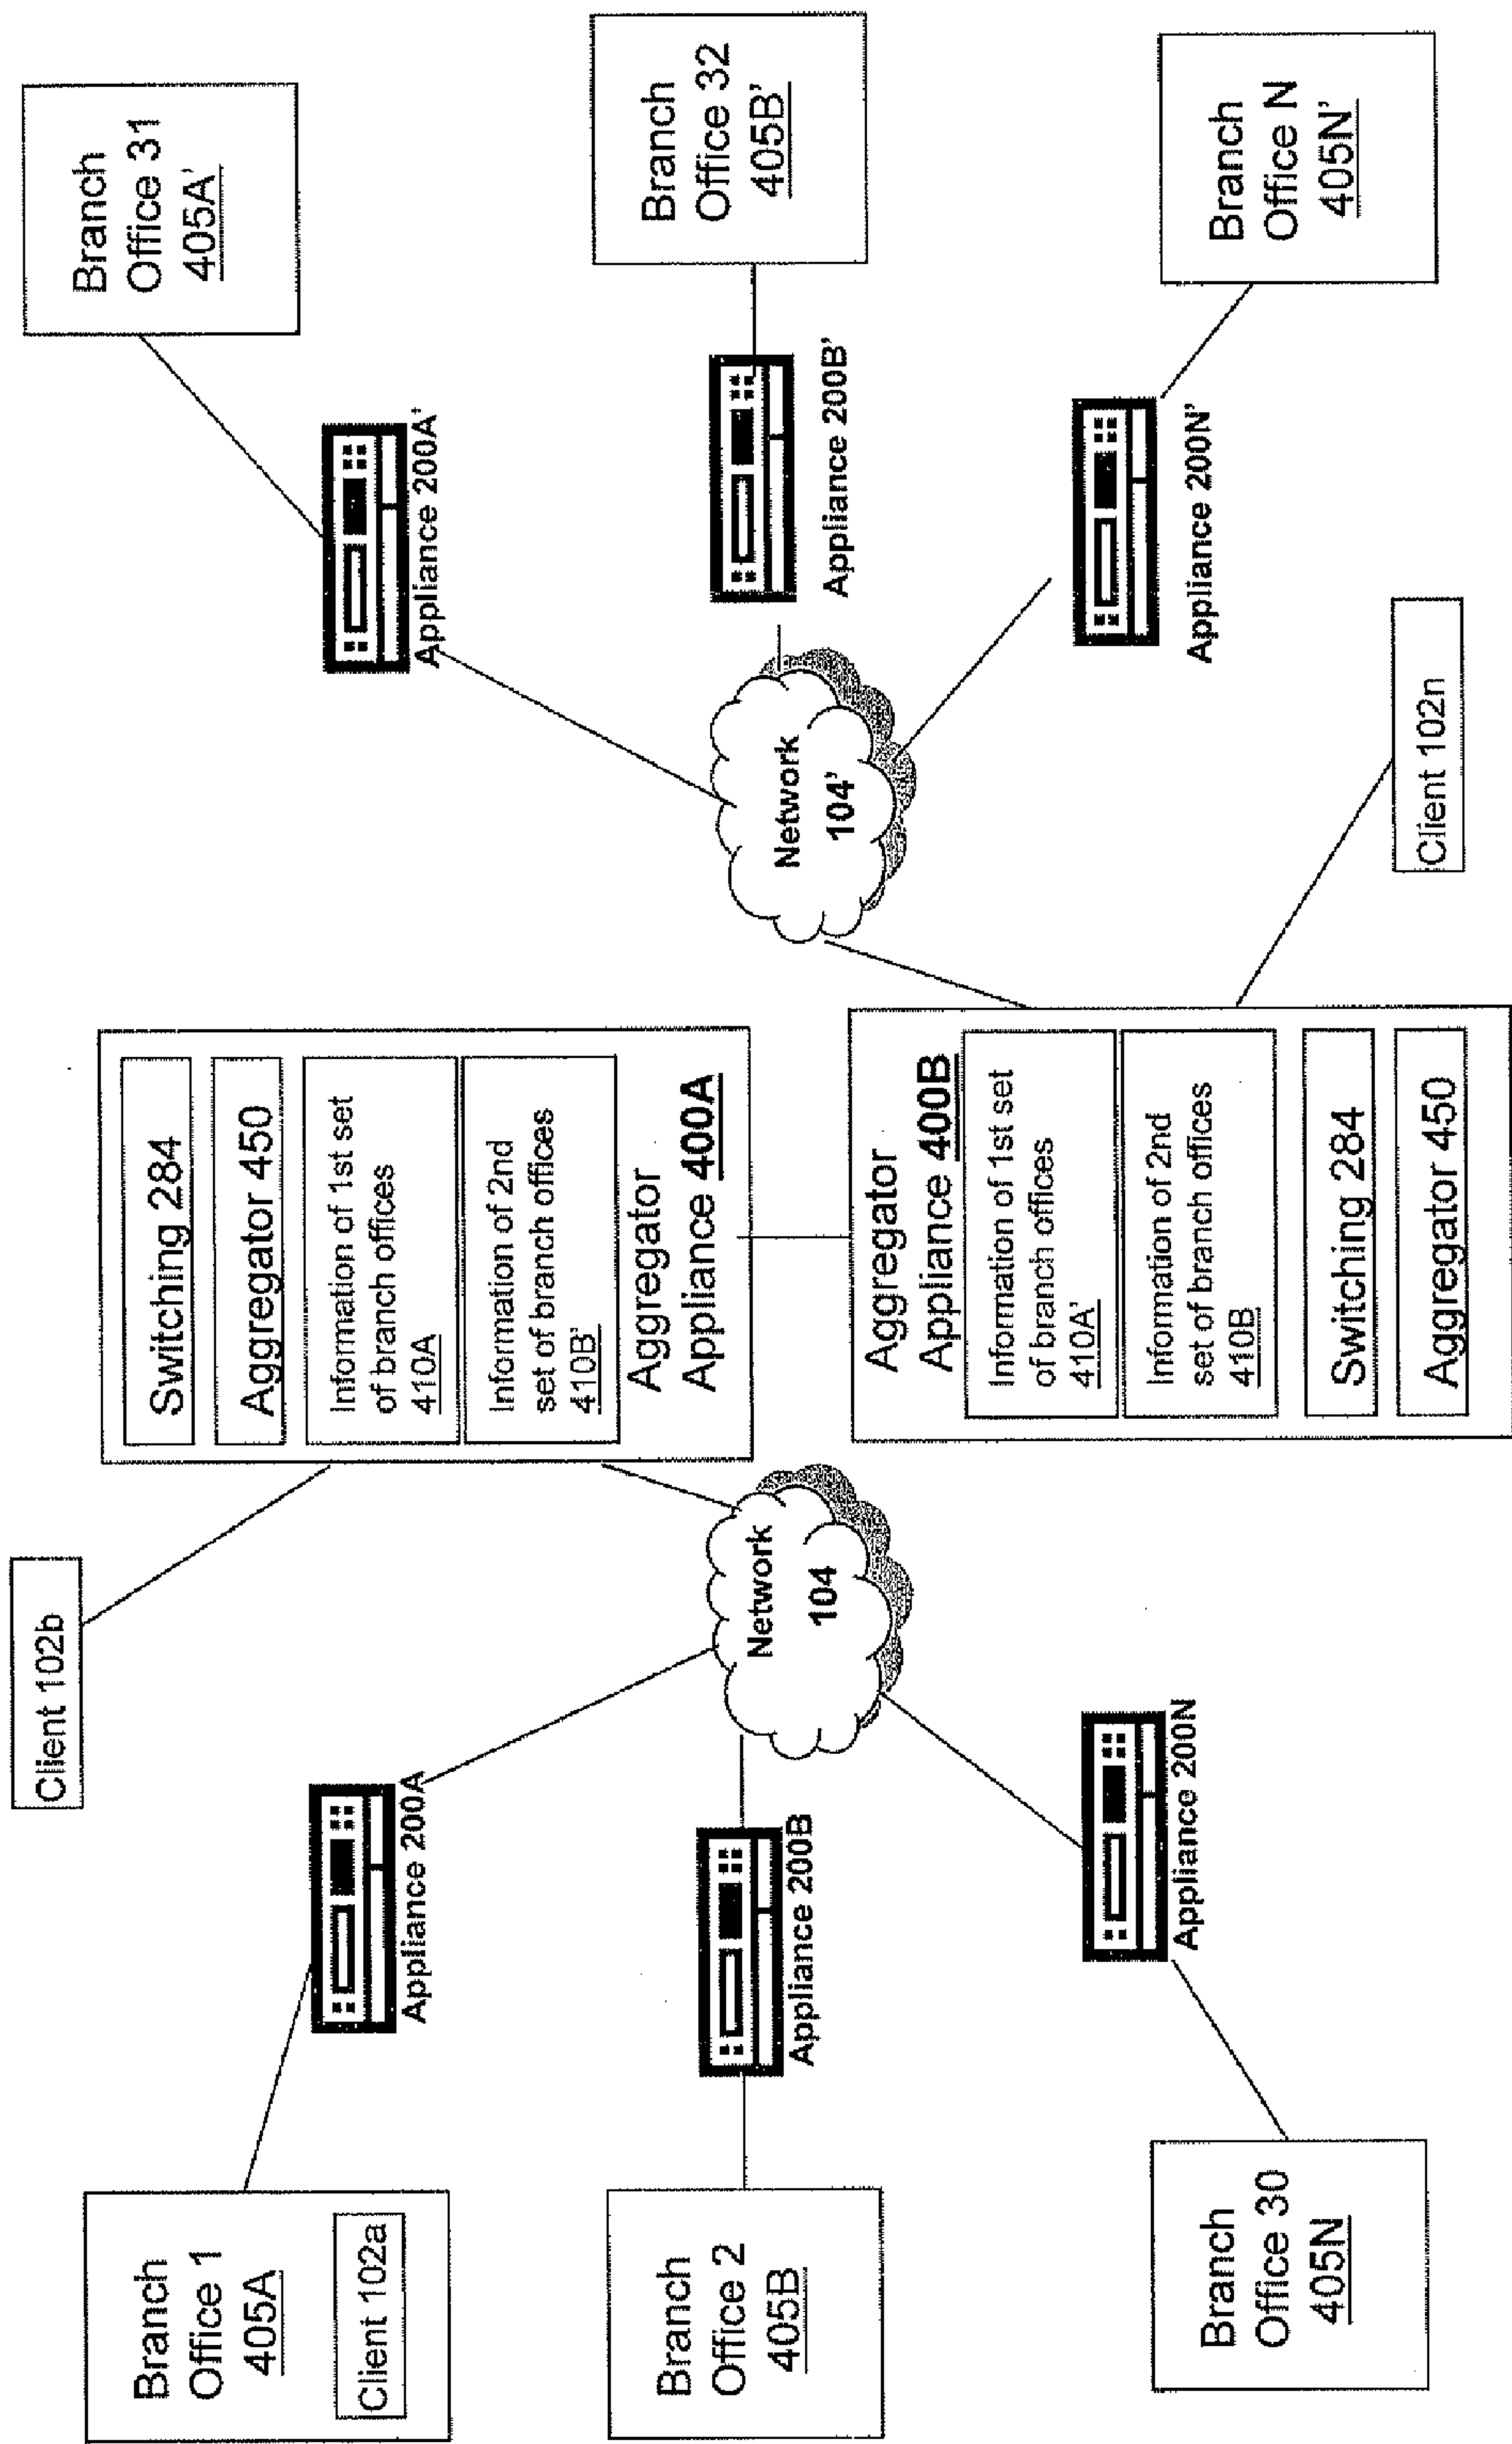 Branch
Office 1
405A
Client 102a
Branch
Office 2
405B
Branch
Office 30
405N
Appliance 200A
Appliance 200B
Appliance 200N
Client 102b
Network
104
Switching 284
Aggregator 450
Information of 1st set
of branch offices
410A
Information of 2nd
set of branch offices
410B'
Aggregator
Appliance 400A
Aggregator
Appliance 400B
Information of 1st set
of branch offices
410A'
Information of 2nd
set of branch offices
410B
Switching 284
Aggregator 450
Network
104'
Client 102n
Appliance 200A'
Appliance 200B'
Appliance 200N'
Branch
Office 31
405A'
Branch
Office 32
405B'
Branch
Office N
405N'